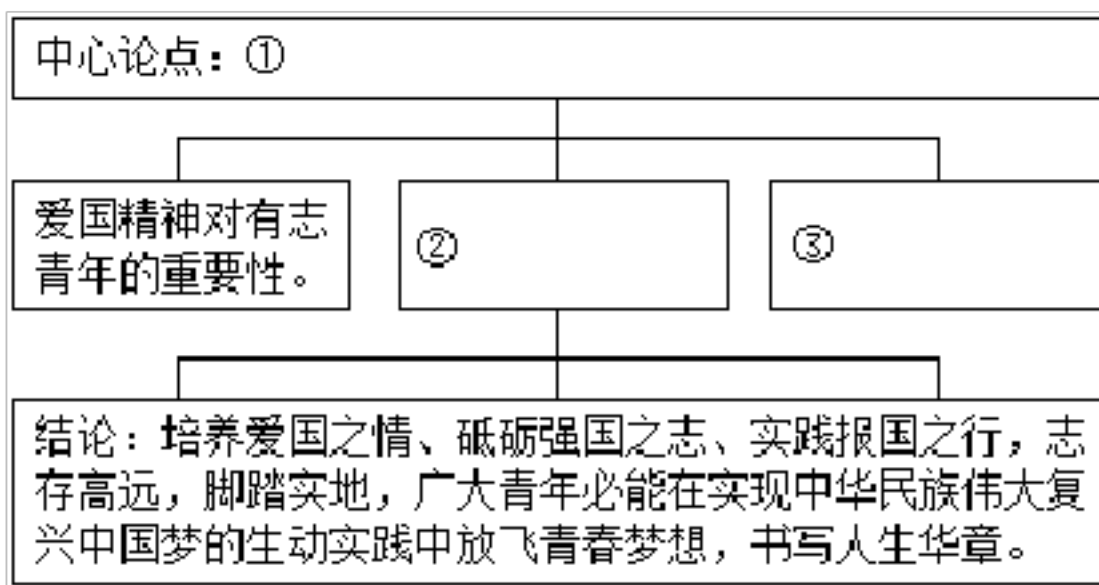 中心论点：①
爱国精神对有志
青年的重要性。
②
③
结论：培养爱国之情、砥砺强国之志、实践报国之行，志
存高远，脚踏实地，广大青年必能在实现中华民族伟大复
兴中国梦的生动实践中放飞青春梦想，书写人生华章。